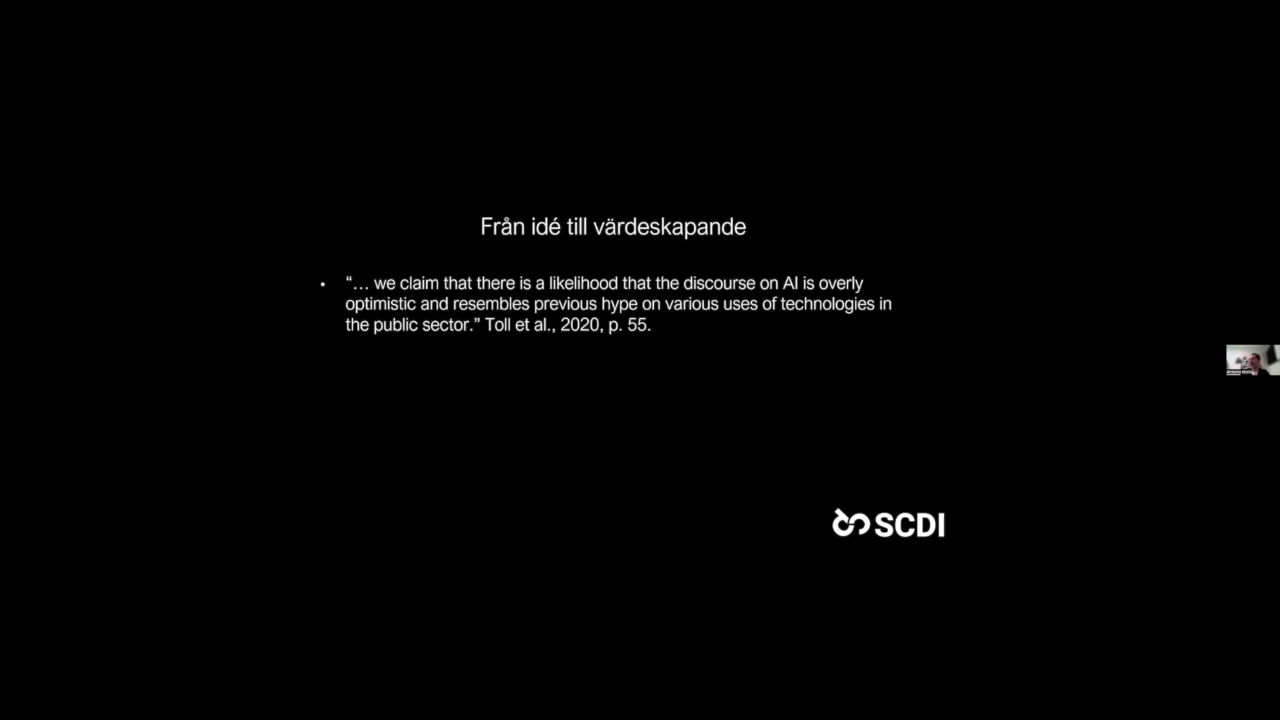 Från idé till värdeskapande
• “… we claim that there is a likelihood that the discourse on AI is overly
optimistic and resembles previous hype on various uses of technologies in
the public sector.” Toll et al., 2020, p. 55.
SCDI